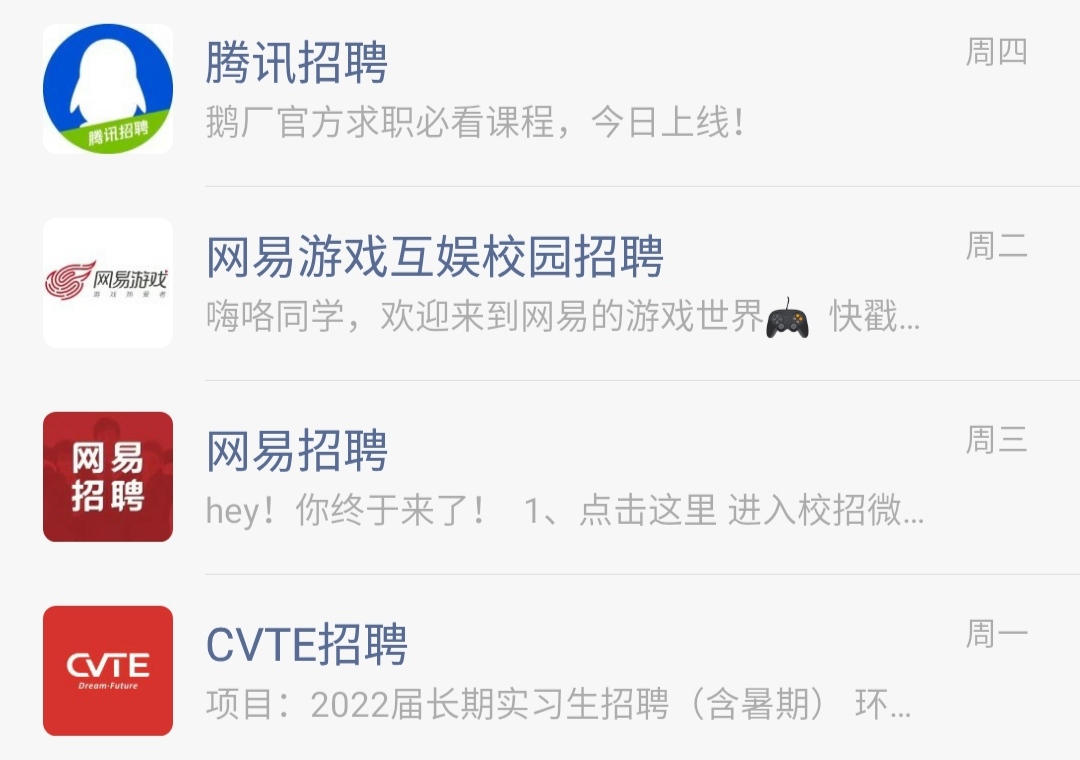 腾讯招聘
周四
鹅厂官方求职必看课程，今日上线！
腾讯招聘
网易游戏互娱校园招聘
周二
网易游戏
游戏热爱者
嗨咯同学，欢迎来到网易的游戏世界🎮 快戳...
网易招聘
周三
网易
招聘
hey！你终于来了！ 1、点击这里 进入校招微...
CVTE招聘
周一
CVTE
Dream·Future
项目：2022届长期实习生招聘（含暑期） 环...